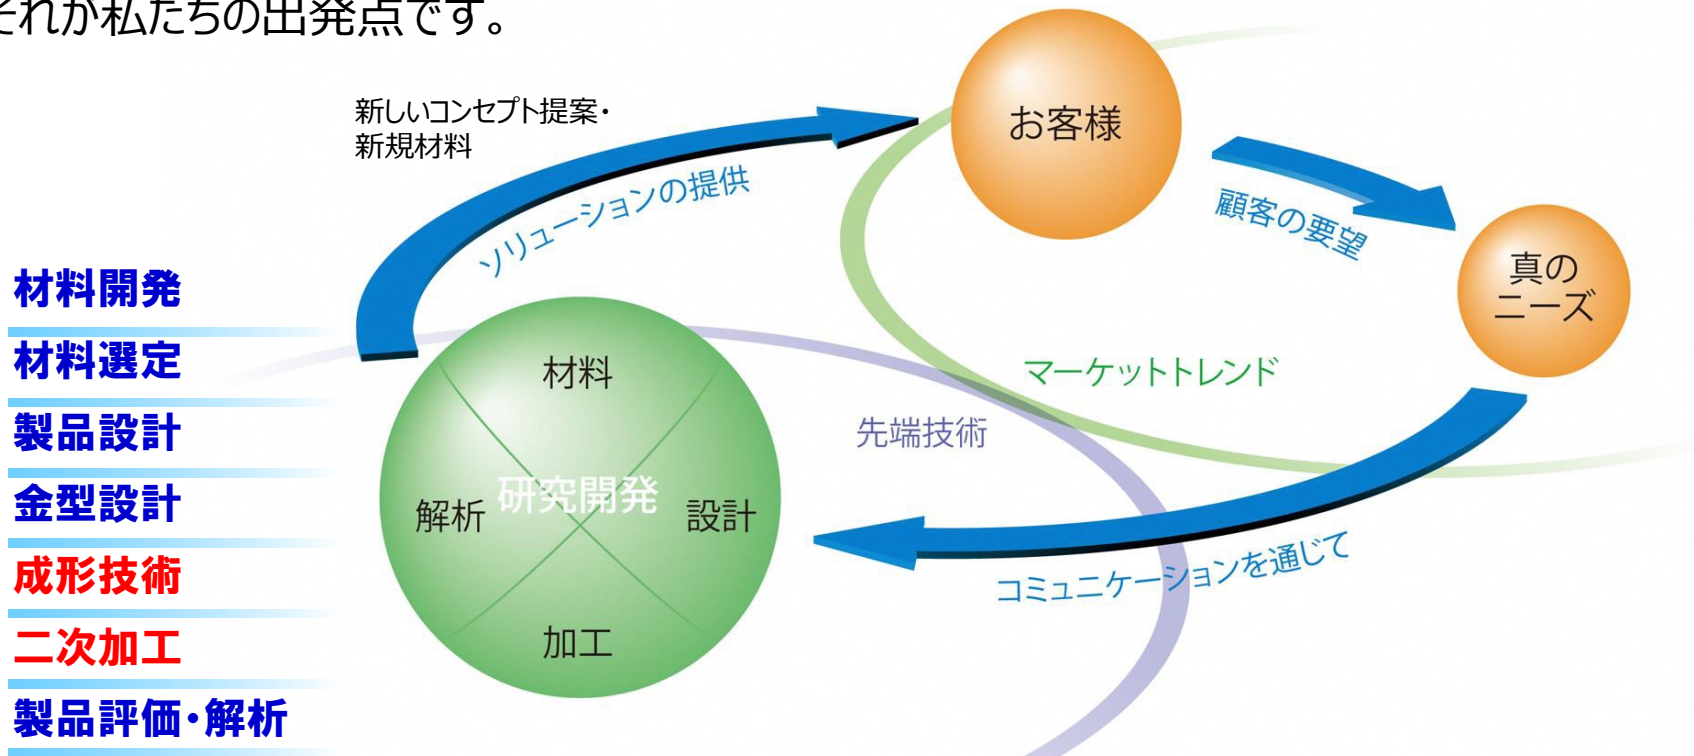 それが私たちの出発点です。
新しいコンセプト提案・
新規材料
ソリューションの提供
お客様
顧客の要望
真の
ニーズ
マーケットトレンド
先端技術
コミュニケーションを通じて
材料
解析
研究開発
設計
加工
材料開発
材料選定
製品設計
金型設計
成形技術
二次加工
製品評価・解析